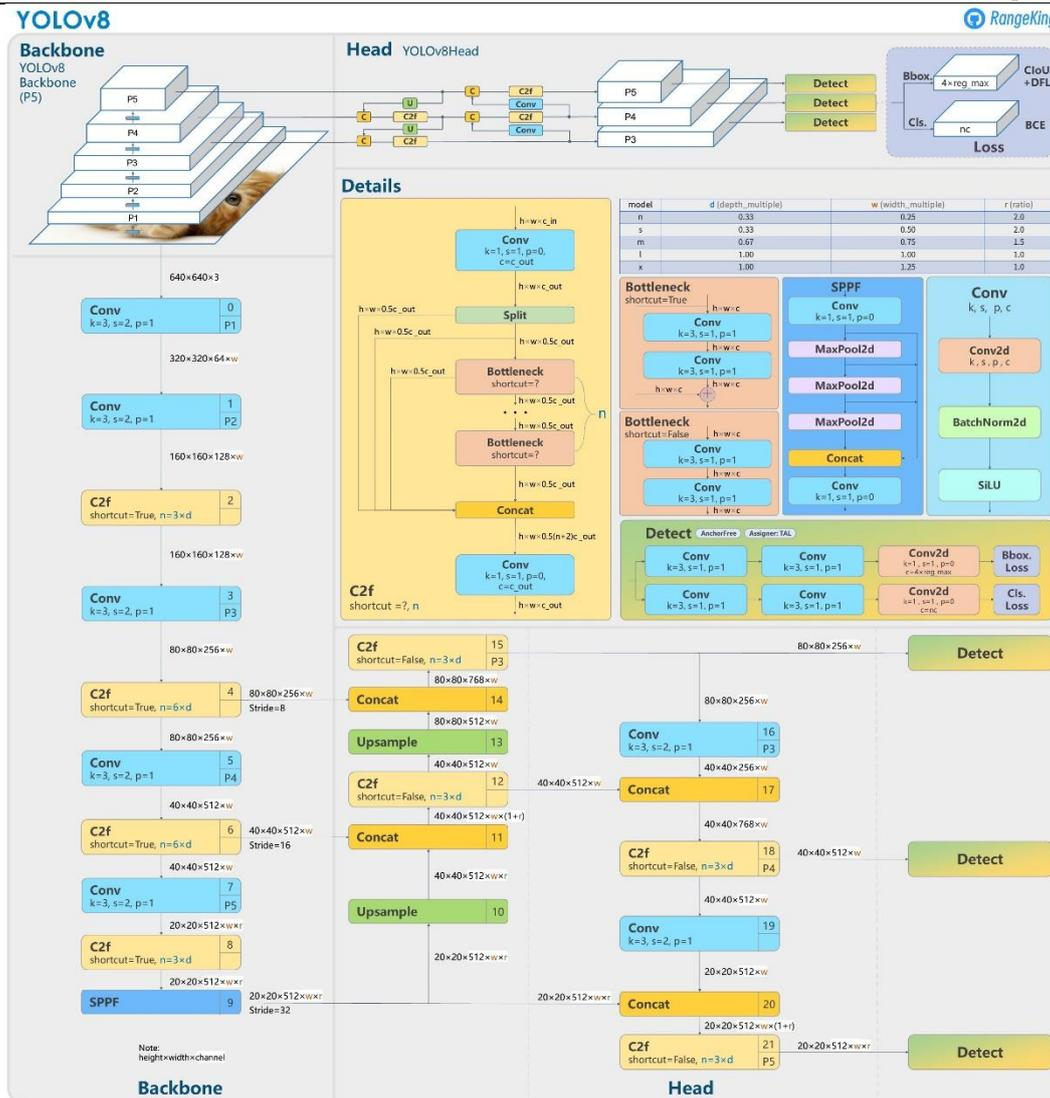 YOLOv8
RangeKing
Backbone
YOLOv8
Backbone
(P5)
P5
P4
P3
P2
P1
Head YOLOv8Head
C C2f
U Conv
C C2f C C2f
U Conv
C C2f
P5
P4
P3
Detect
Detect
Detect
Bbox. 4×reg_max CIoU
+DFL
Cls. nc BCE
Loss
640×640×3
Conv 0
k=3, s=2, p=1 P1
320×320×64×w
Conv 1
k=3, s=2, p=1 P2
160×160×128×w
C2f 2
shortcut=True, n=3×d
160×160×128×w
Conv 3
k=3, s=2, p=1 P3
80×80×256×w
C2f 4
shortcut=True, n=6×d
80×80×256×w
Stride=8
80×80×256×w
Conv 5
k=3, s=2, p=1 P4
40×40×512×w
C2f 6
shortcut=True, n=6×d
40×40×512×w
Stride=16
40×40×512×w
Conv 7
k=3, s=2, p=1 P5
20×20×512×w×r
C2f 8
shortcut=True, n=3×d
20×20×512×w×r
SPPF 9
20×20×512×w×r
Stride=32
Note:
height×width×channel
Backbone
Details
h×w×c_in
Conv
k=1, s=1, p=0,
c=c_out
h×w×c_out
h×w×0.5c_out
Split
h×w×0.5c_out
h×w×0.5c_out
h×w×0.5c_out
Bottleneck
shortcut=?
h×w×0.5c_out
• • •
n
h×w×0.5c_out
Bottleneck
shortcut=?
h×w×0.5c_out
Concat
h×w×0.5(n+2)c_out
Conv
k=1, s=1, p=0,
c=c_out
h×w×c_out
C2f
shortcut =?, n
model d (depth_multiple) w (width_multiple) r (ratio)
n 0.33 0.25 2.0
s 0.33 0.50 2.0
m 0.67 0.75 1.5
l 1.00 1.00 1.0
x 1.00 1.25 1.0
Bottleneck
shortcut=True
h×w×c
Conv
k=3, s=1, p=1
h×w×c
Conv
k=3, s=1, p=1
h×w×c
h×w×c
+
Bottleneck
shortcut=False
h×w×c
Conv
k=3, s=1, p=1
h×w×c
Conv
k=3, s=1, p=1
h×w×c
SPPF
Conv
k=1, s=1, p=0
MaxPool2d
MaxPool2d
MaxPool2d
Concat
Conv
k=1, s=1, p=0
Conv
k, s, p, c
Conv2d
k, s, p, c
BatchNorm2d
SiLU
Detect AnchorFree Assigner: TAL
Conv
k=3, s=1, p=1
Conv
k=3, s=1, p=1
Conv2d
k=1, s=1, p=0
c=4×reg_max
Bbox.
Loss
Conv
k=3, s=1, p=1
Conv
k=3, s=1, p=1
Conv2d
k=1, s=1, p=0
c=nc
Cls.
Loss
C2f 15
shortcut=False, n=3×d P3
80×80×768×w
Concat 14
80×80×512×w
Upsample 13
40×40×512×w
C2f 12
shortcut=False, n=3×d
40×40×512×w×(1+r)
Concat 11
40×40×512×w×r
Upsample 10
20×20×512×w×r
80×80×256×w
Detect
80×80×256×w
Conv 16
k=3, s=2, p=1 P3
40×40×256×w
40×40×512×w
Concat 17
40×40×768×w
C2f 18
shortcut=False, n=3×d P4
40×40×512×w
Detect
40×40×512×w
Conv 19
k=3, s=2, p=1
20×20×512×w
20×20×512×w×r
Concat 20
20×20×512×w×(1+r)
C2f 21
shortcut=False, n=3×d P5
20×20×512×w×r
Detect
Head